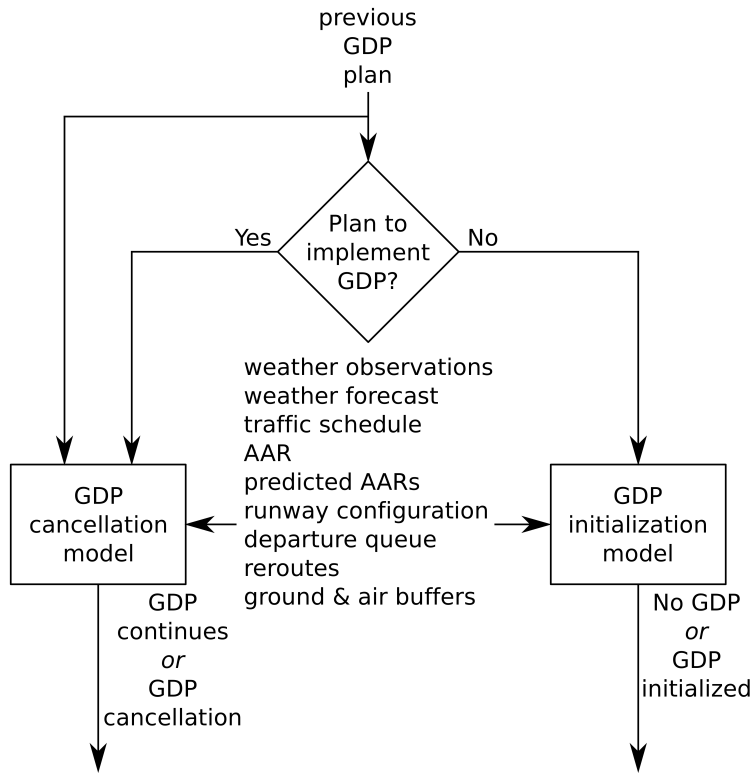 previous
GDP
plan
Plan to
implement
GDP?
Yes
No
weather observations
weather forecast
traffic schedule
AAR
predicted AARs
runway configuration
departure queue
reroutes
ground & air buffers
GDP
cancellation
model
GDP
initialization
model
GDP
continues
or
GDP
cancellation
No GDP
or
GDP
initialized